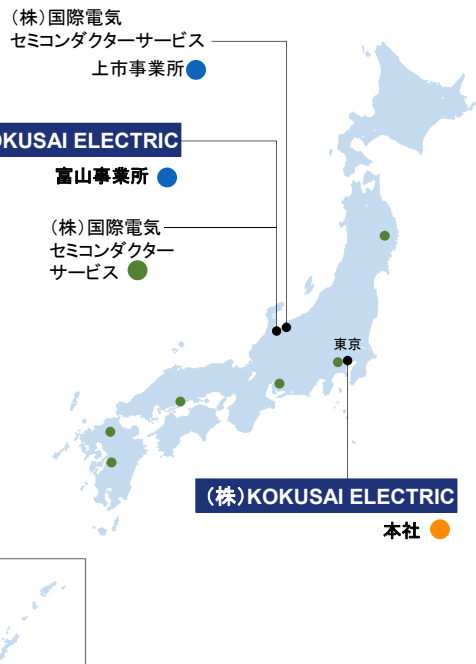 （株）国際電気
セミコンダクターサービス
上市事業所
OKUSAI ELECTRIC
富山事業所
（株）国際電気
セミコンダクター
サービス
東京
（株）KOKUSAI ELECTRIC
本社